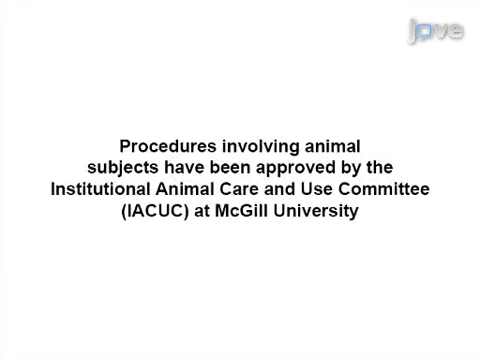 jove
Procedures involving animal
subjects have been approved by the
Institutional Animal Care and Use Committee
(IACUC) at McGill University